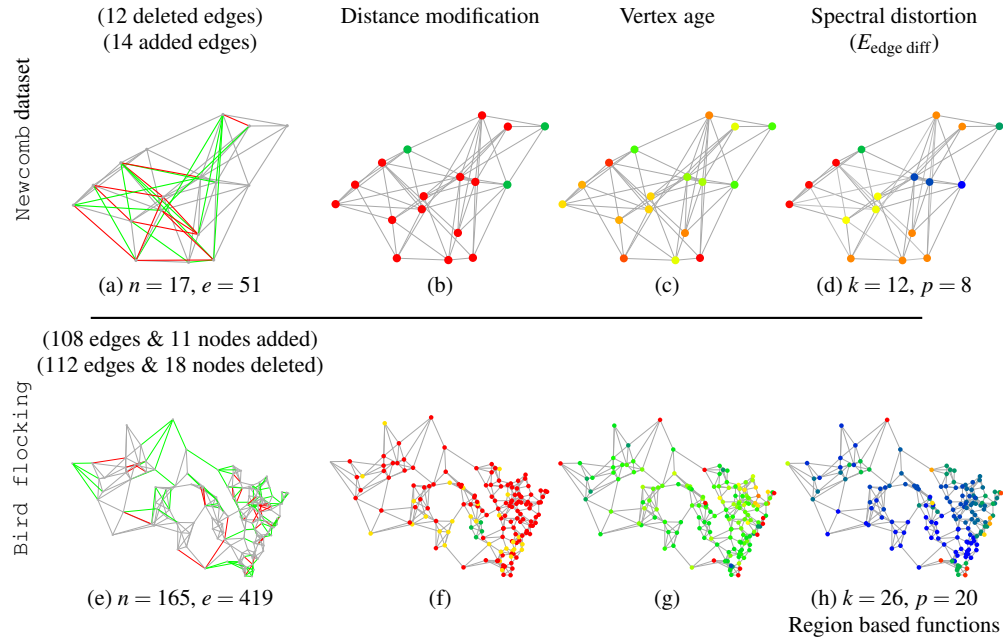 (12 deleted edges) Distance modification Vertex age Spectral distortion
(14 added edges) (E_edge diff)
Newcomb dataset
(a) n = 17, e = 51 (b) (c) (d) k = 12, p = 8
(108 edges & 11 nodes added)
(112 edges & 18 nodes deleted)
Bird flocking
(e) n = 165, e = 419 (f) (g) (h) k = 26, p = 20
Region based functions